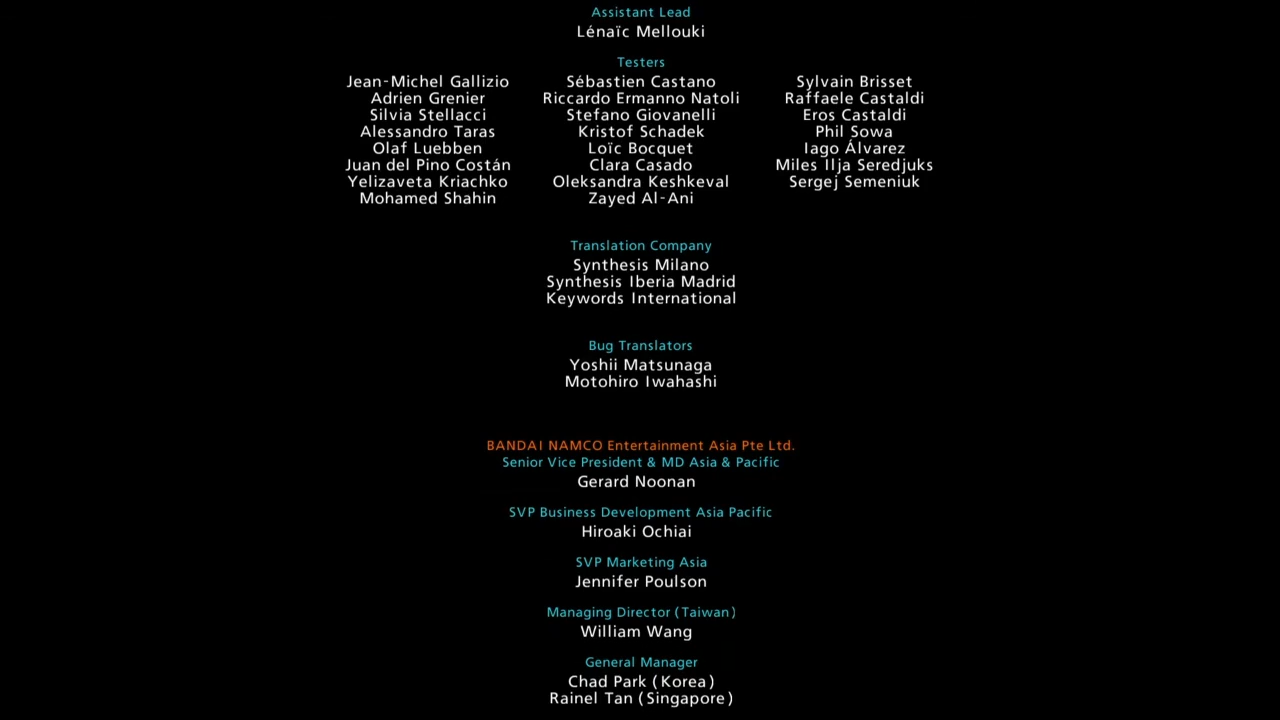 Assistant Lead
Lénaïc Mellouki
Testers
Jean-Michel Gallizio Sébastien Castano Sylvain Brisset
Adrien Grenier Riccardo Ermanno Natoli Raffaele Castaldi
Silvia Stellacci Stefano Giovanelli Eros Castaldi
Alessandro Taras Kristof Schadek Phil Sowa
Olaf Luebben Loïc Bocquet Iago Álvarez
Juan del Pino Costán Clara Casado Miles Ilja Seredjuks
Yelizaveta Kriachko Oleksandra Keshkeval Sergej Semeniuk
Mohamed Shahin Zayed Al-Ani
Translation Company
Synthesis Milano
Synthesis Iberia Madrid
Keywords International
Bug Translators
Yoshii Matsunaga
Motohiro Iwahashi
BANDAI NAMCO Entertainment Asia Pte Ltd.
Senior Vice President & MD Asia & Pacific
Gerard Noonan
SVP Business Development Asia Pacific
Hiroaki Ochiai
SVP Marketing Asia
Jennifer Poulson
Managing Director (Taiwan)
William Wang
General Manager
Chad Park (Korea)
Rainel Tan (Singapore)